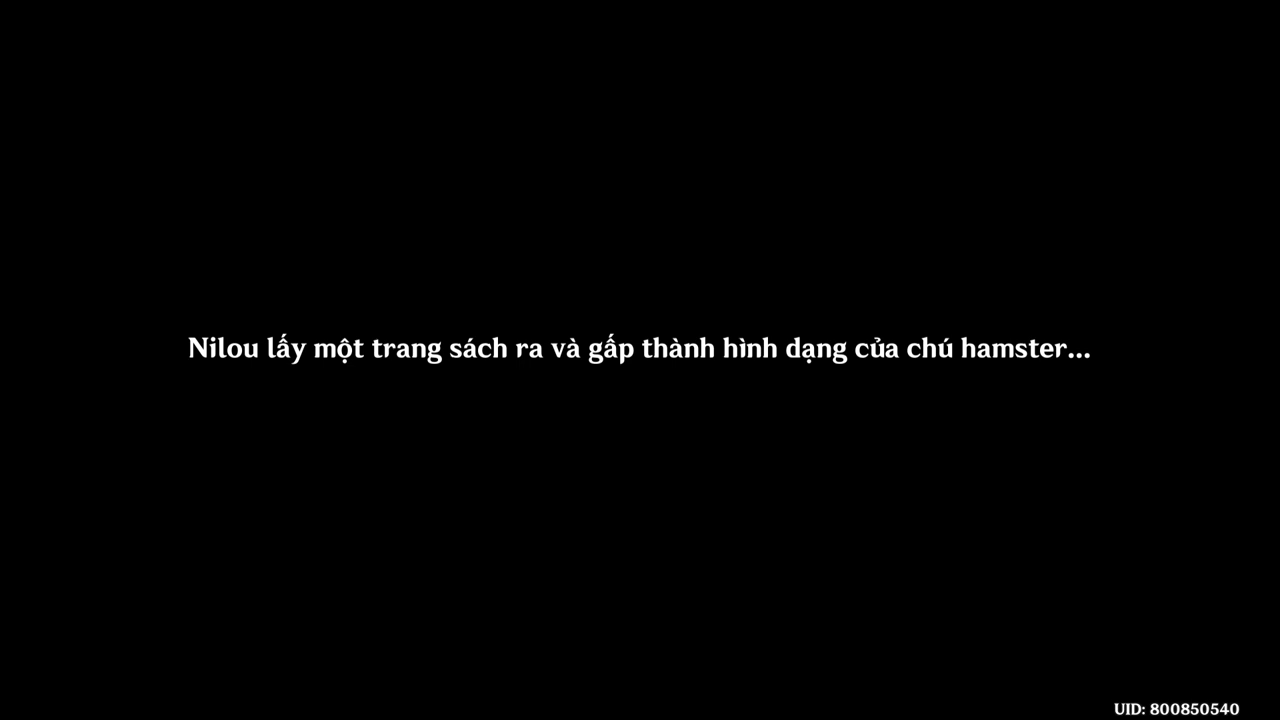 Nilou lấy một trang sách ra và gấp thành hình dạng của chú hamster...
UID: 800850540